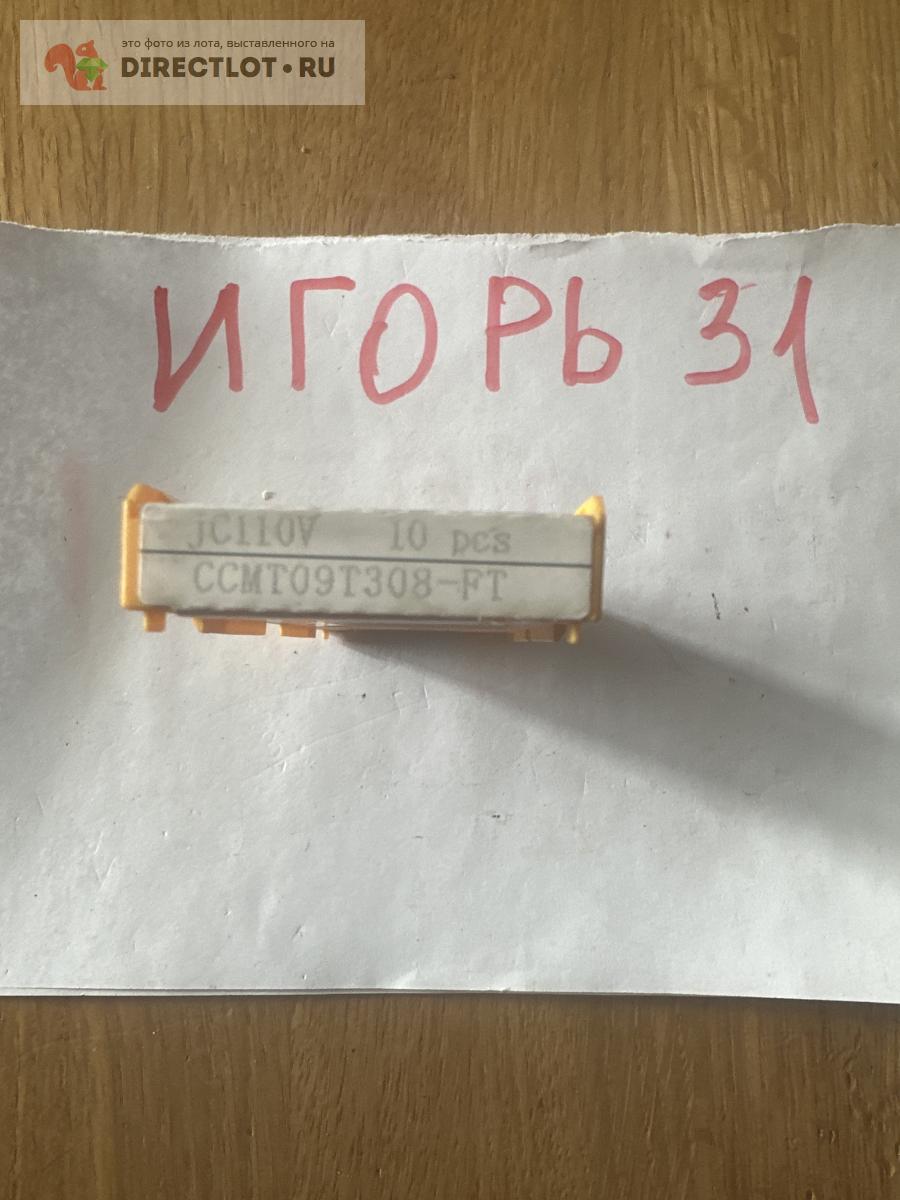 это фото из лота, выставленного на
DIRECTLOT•RU
ИГОРЬ 31
JC110V 10 pcs
CCMT09T308-FT